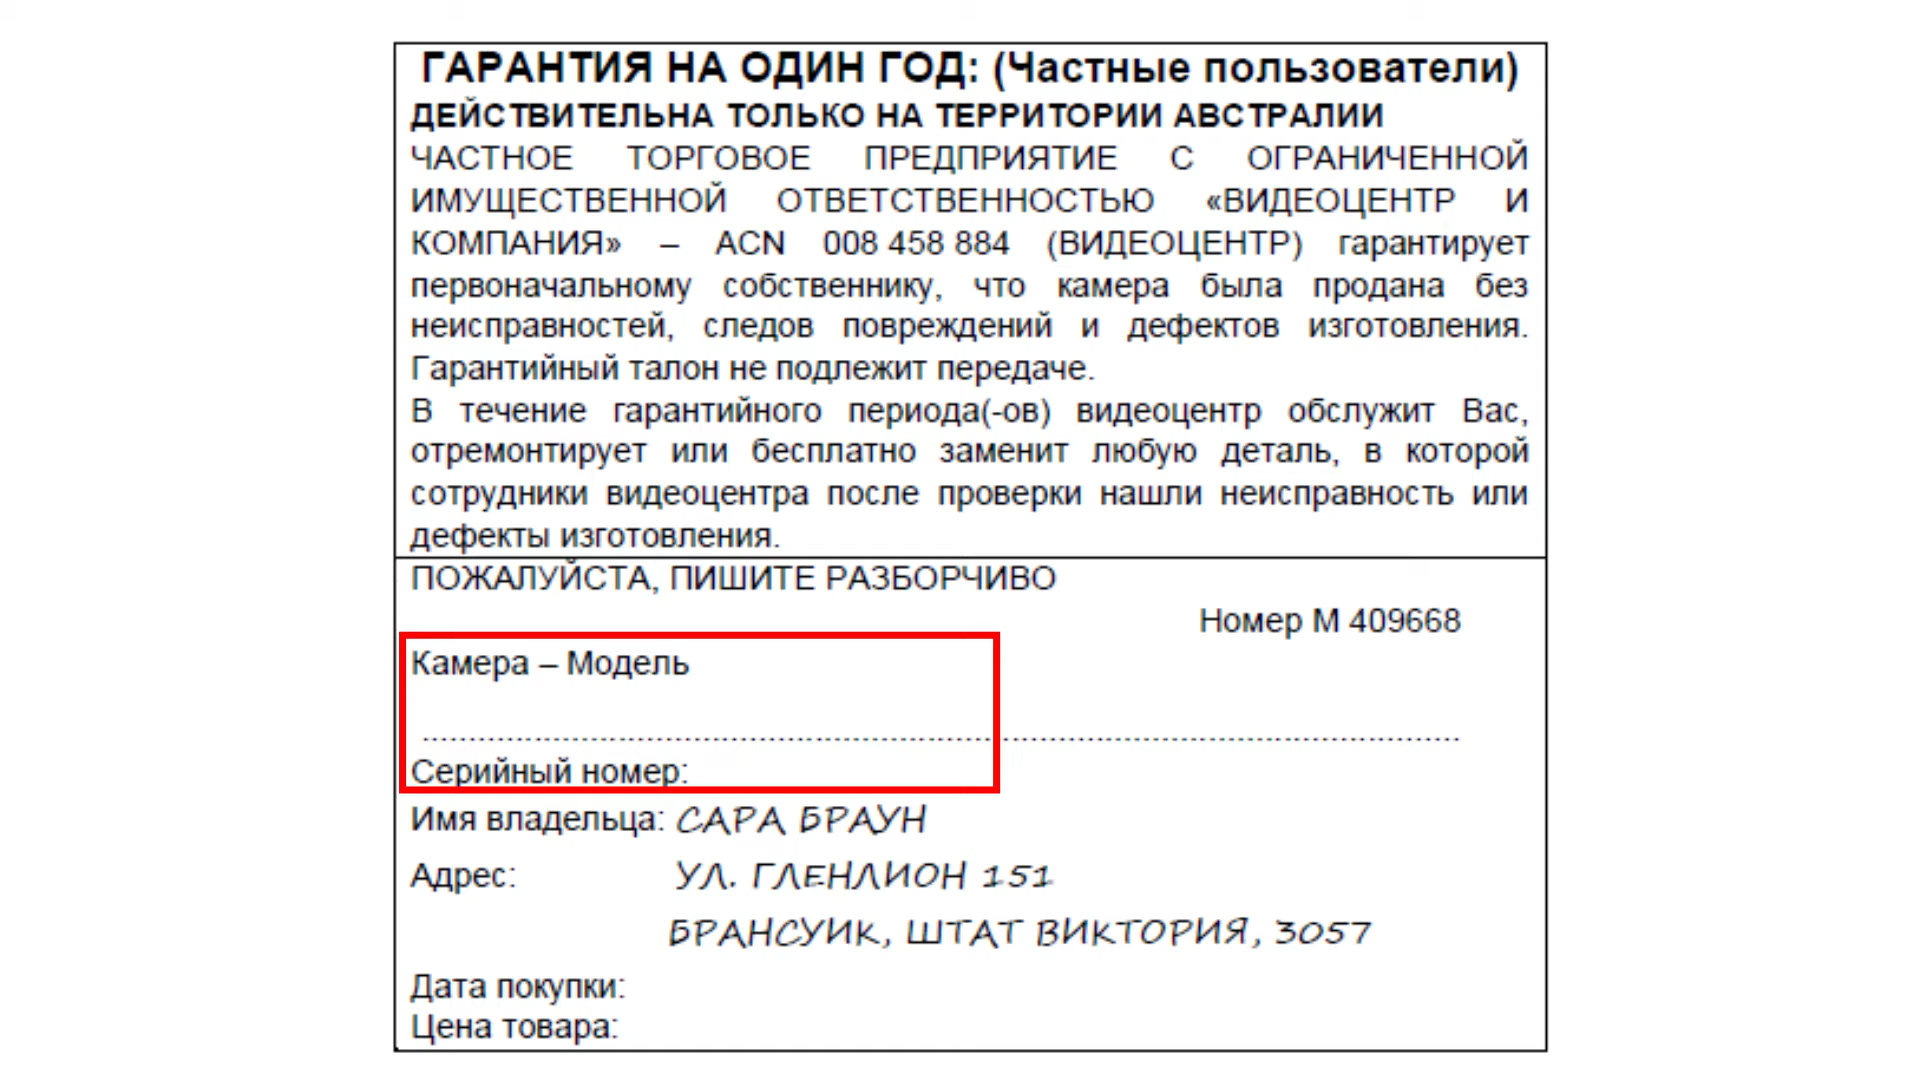 ГАРАНТИЯ НА ОДИН ГОД: (Частные пользователи)
ДЕЙСТВИТЕЛЬНА ТОЛЬКО НА ТЕРРИТОРИИ АВСТРАЛИИ
ЧАСТНОЕ ТОРГОВОЕ ПРЕДПРИЯТИЕ С ОГРАНИЧЕННОЙ
ИМУЩЕСТВЕННОЙ ОТВЕТСТВЕННОСТЬЮ «ВИДЕОЦЕНТР И
КОМПАНИЯ» – ACN 008 458 884 (ВИДЕОЦЕНТР) гарантирует
первоначальному собственнику, что камера была продана без
неисправностей, следов повреждений и дефектов изготовления.
Гарантийный талон не подлежит передаче.
В течение гарантийного периода(-ов) видеоцентр обслужит Вас,
отремонтирует или бесплатно заменит любую деталь, в которой
сотрудники видеоцентра после проверки нашли неисправность или
дефекты изготовления.
ПОЖАЛУЙСТА, ПИШИТЕ РАЗБОРЧИВО
Номер М 409668
Камера – Модель
Серийный номер:
Имя владельца: САРА БРАУН
Адрес: УЛ. ГЛЕНЛИОН 151
БРАНСУИК, ШТАТ ВИКТОРИЯ, 3057
Дата покупки:
Цена товара: